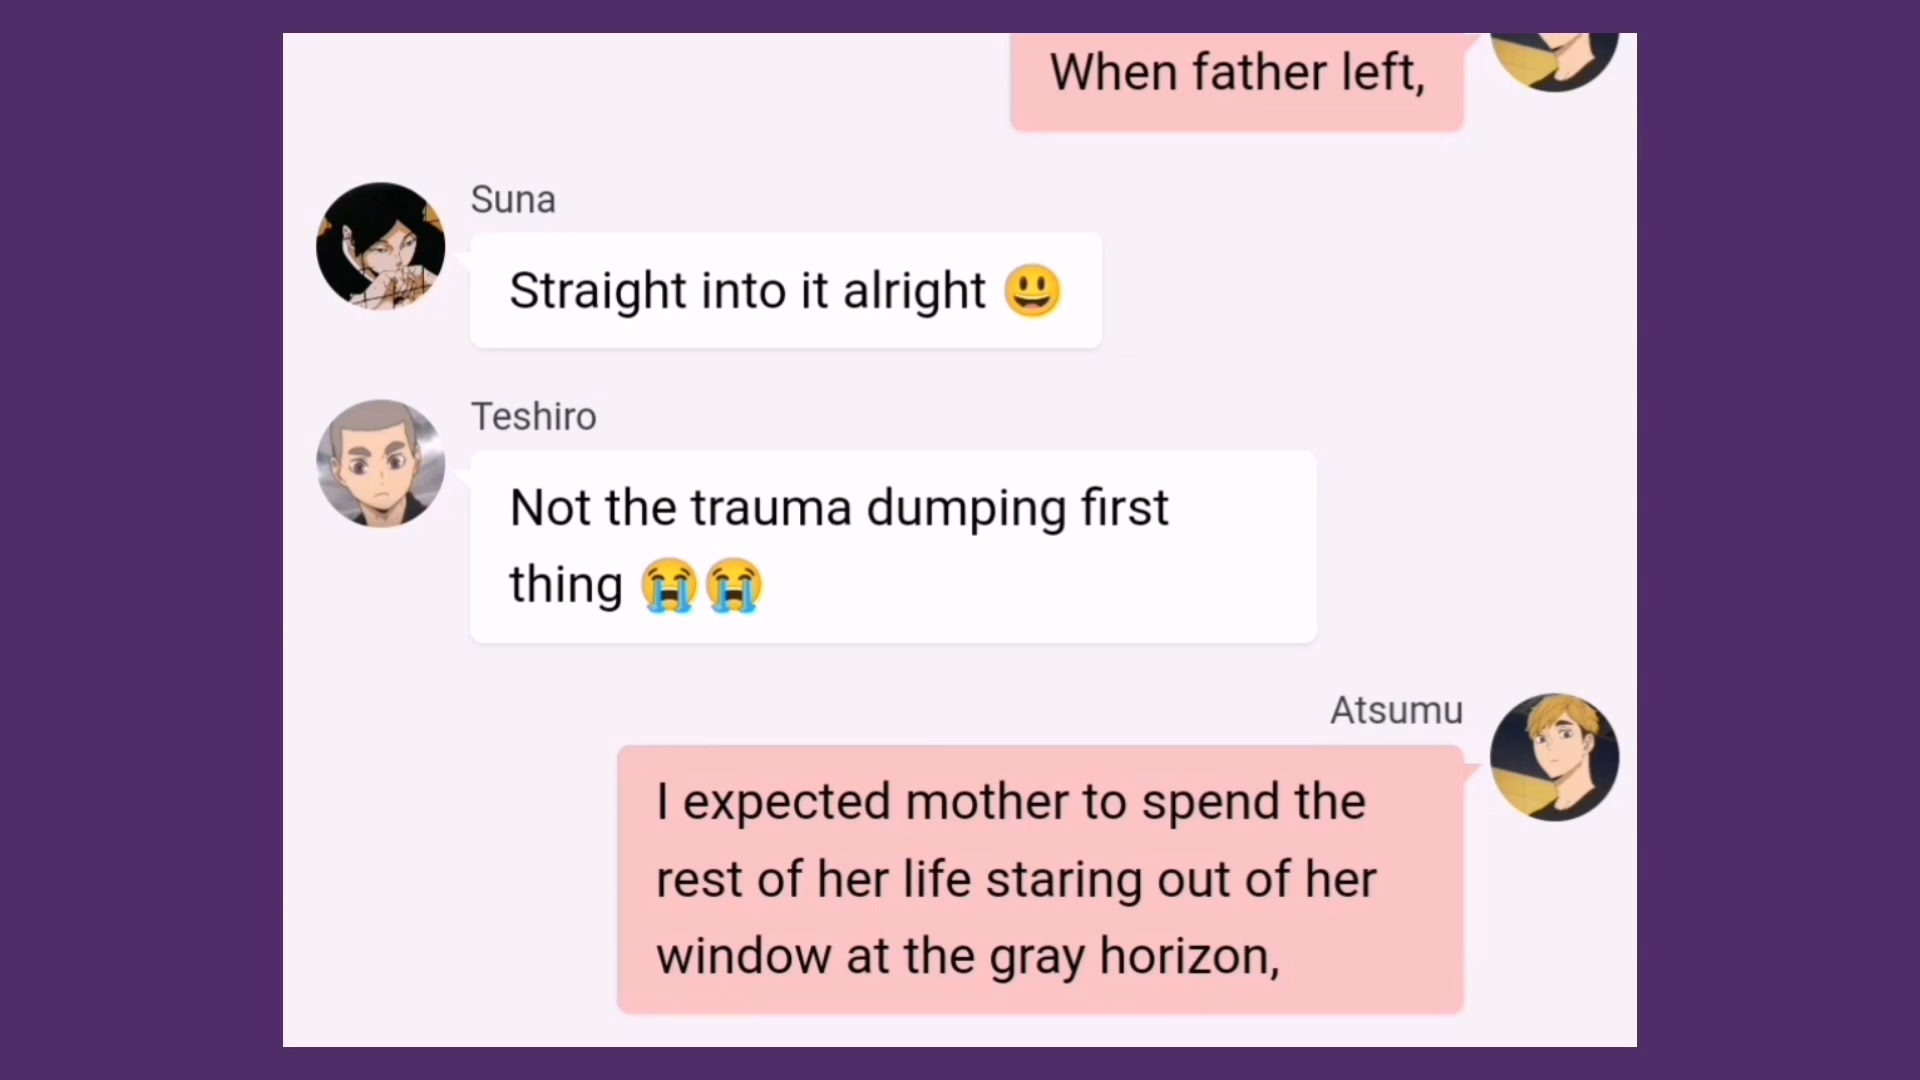 When father left,
Suna
Straight into it alright 😃
Teshiro
Not the trauma dumping first
thing 😭😭
Atsumu
I expected mother to spend the
rest of her life staring out of her
window at the gray horizon,